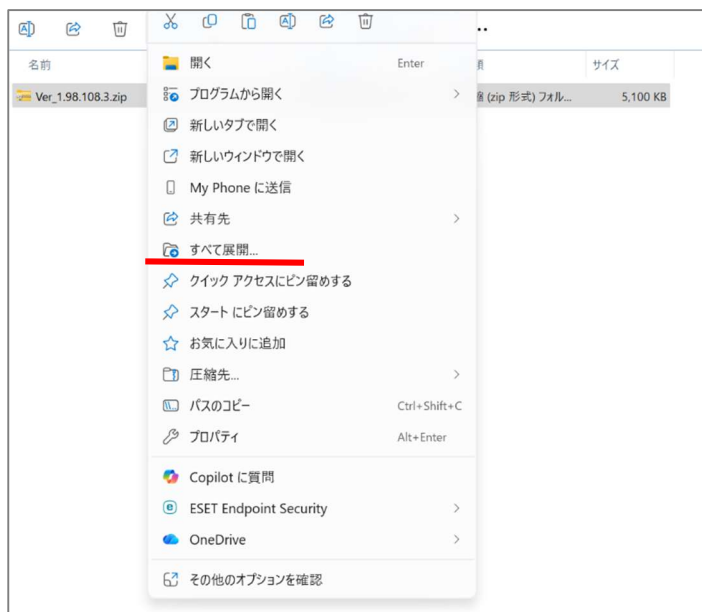 名前
サイズ
Ver_1.98.108.3.zip
(zip 形式) フォル...
5,100 KB
開く Enter
プログラムから開く
新しいタブで開く
新しいウィンドウで開く
My Phone に送信
共有先
すべて展開...
クイック アクセスにピン留めする
スタート にピン留めする
お気に入りに追加
圧縮先...
パスのコピー Ctrl+Shift+C
プロパティ Alt+Enter
Copilot に質問
ESET Endpoint Security
OneDrive
その他のオプションを確認